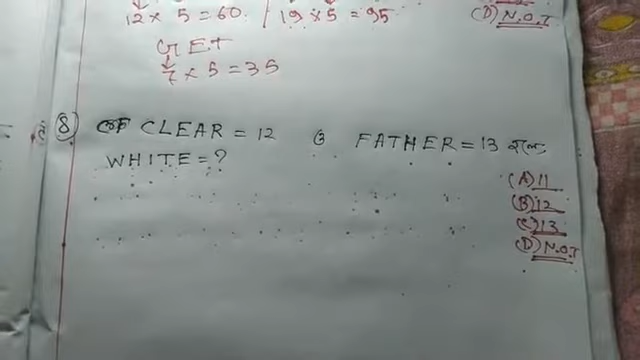 12 × 5 = 60 / 19 × 5 = 95
(D) N.O.T
GET
7 × 5 = 35
(8) CLEAR = 12 ও FATHER = 13 হলে
WHITE = ?
(A) 11
(B) 12
(C) 13
(D) N.O.T